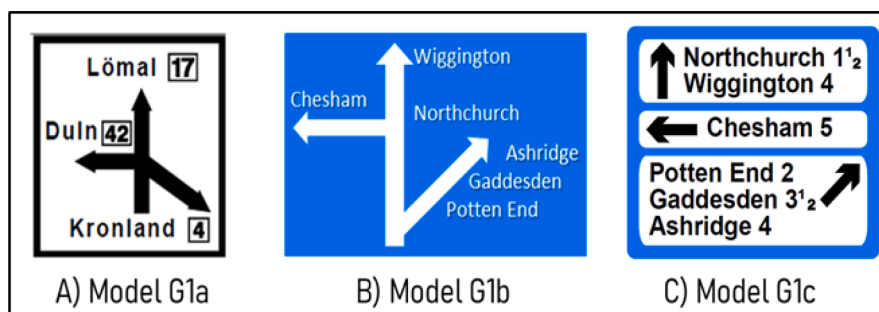 Lömal 17
Duln 42
Kronland 4
A) Model G1a
Wiggington
Chesham
Northchurch
Ashridge
Gaddesden
Potten End
B) Model G1b
Northchurch 1½
Wiggington 4
Chesham 5
Potten End 2
Gaddesden 3½
Ashridge 4
C) Model G1c